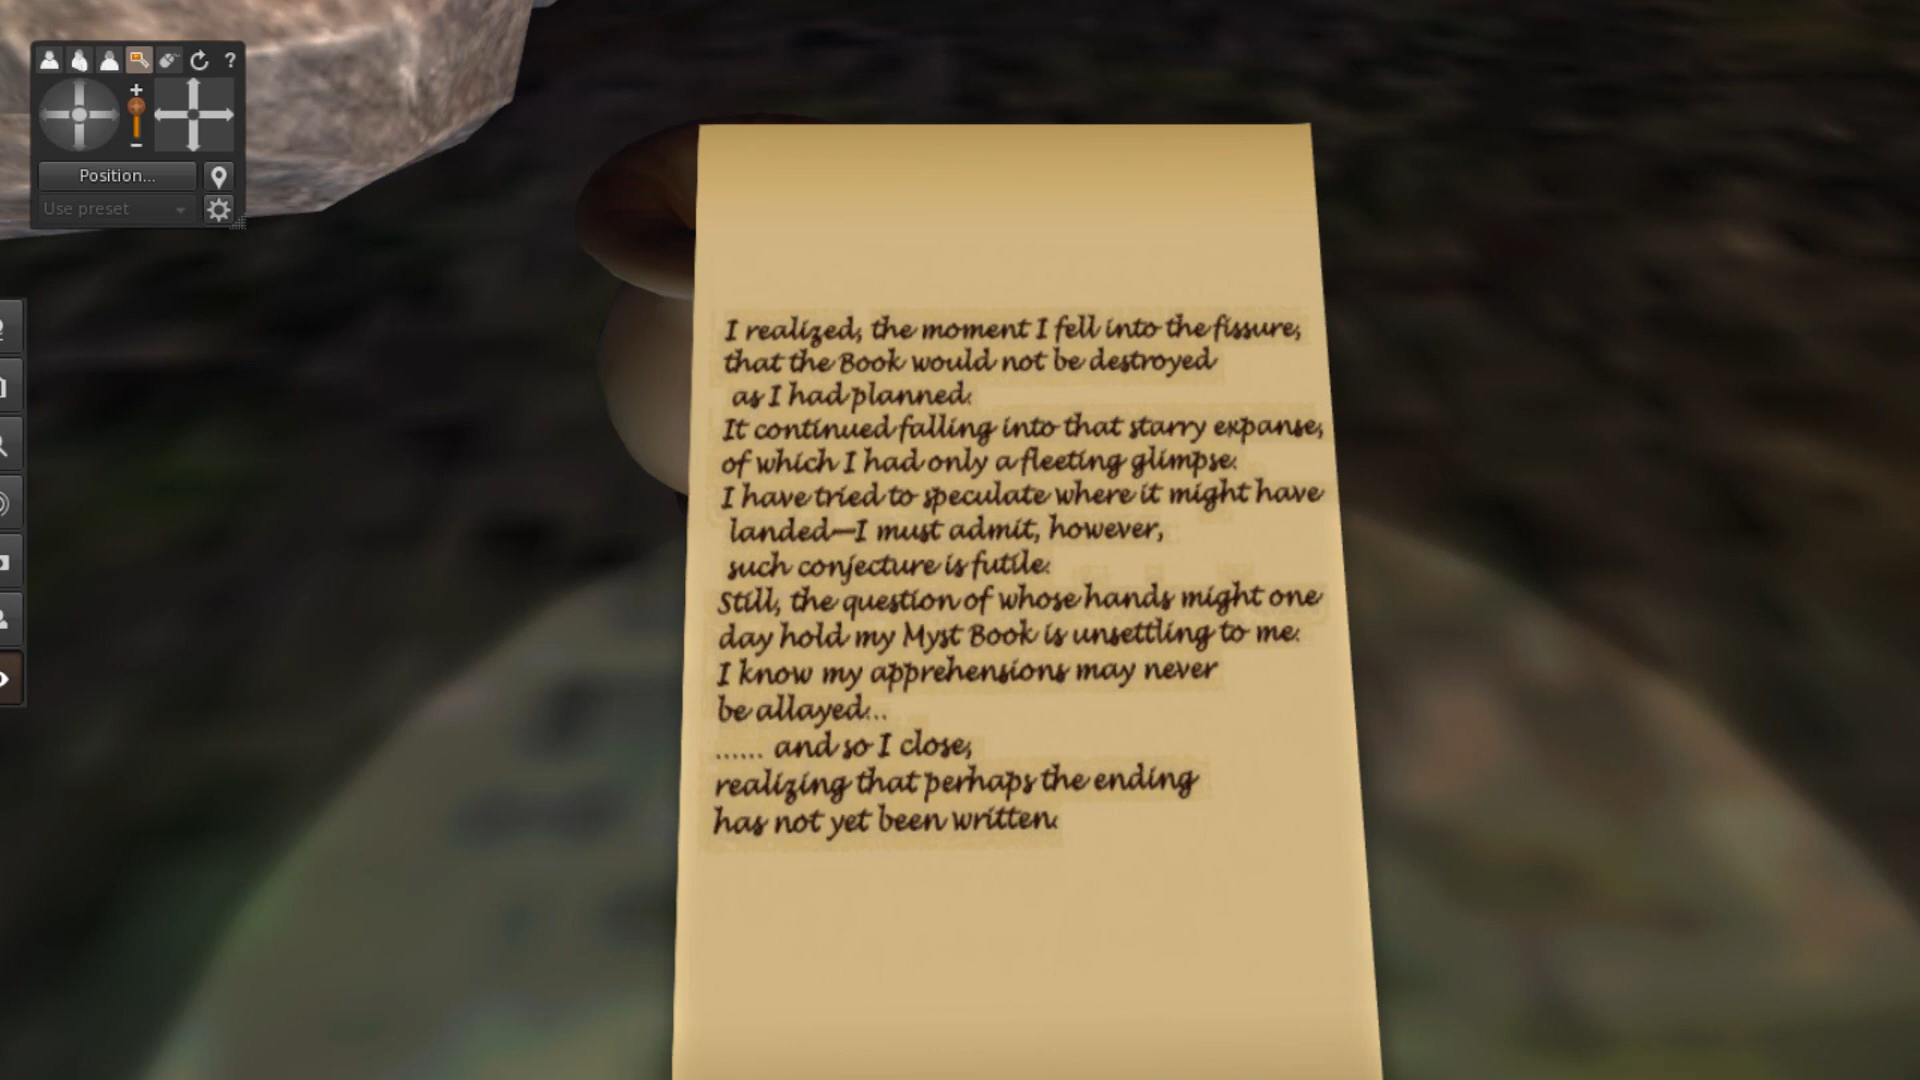 ?
+
-
Position...
Use preset
I realized, the moment I fell into the fissure,
that the Book would not be destroyed
as I had planned.
It continued falling into that starry expanse,
of which I had only a fleeting glimpse.
I have tried to speculate where it might have
landed—I must admit, however,
such conjecture is futile.
Still, the question of whose hands might one
day hold my Myst Book is unsettling to me.
I know my apprehensions may never
be allayed...
...... and so I close,
realizing that perhaps the ending
has not yet been written.